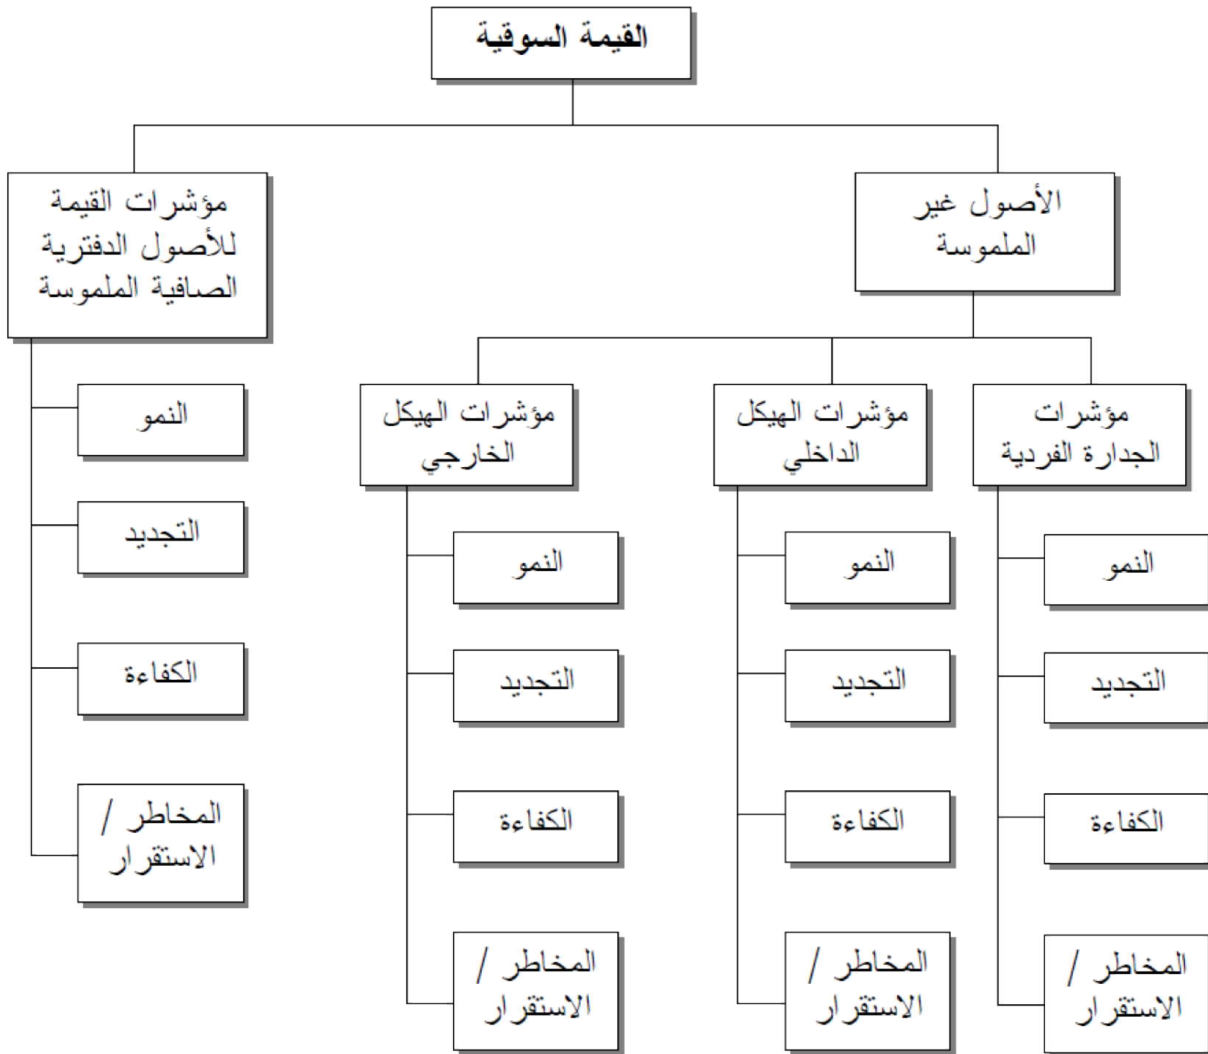 القيمة السوقية
الأصول غير
الملموسة
مؤشرات القيمة
للأصول الدفترية
الصافية الملموسة
مؤشرات
الجدارة الفردية
النمو
التجديد
الكفاءة
المخاطر /
الاستقرار
مؤشرات الهيكل
الداخلي
النمو
التجديد
الكفاءة
المخاطر /
الاستقرار
مؤشرات الهيكل
الخارجي
النمو
التجديد
الكفاءة
المخاطر /
الاستقرار
النمو
التجديد
الكفاءة
المخاطر /
الاستقرار